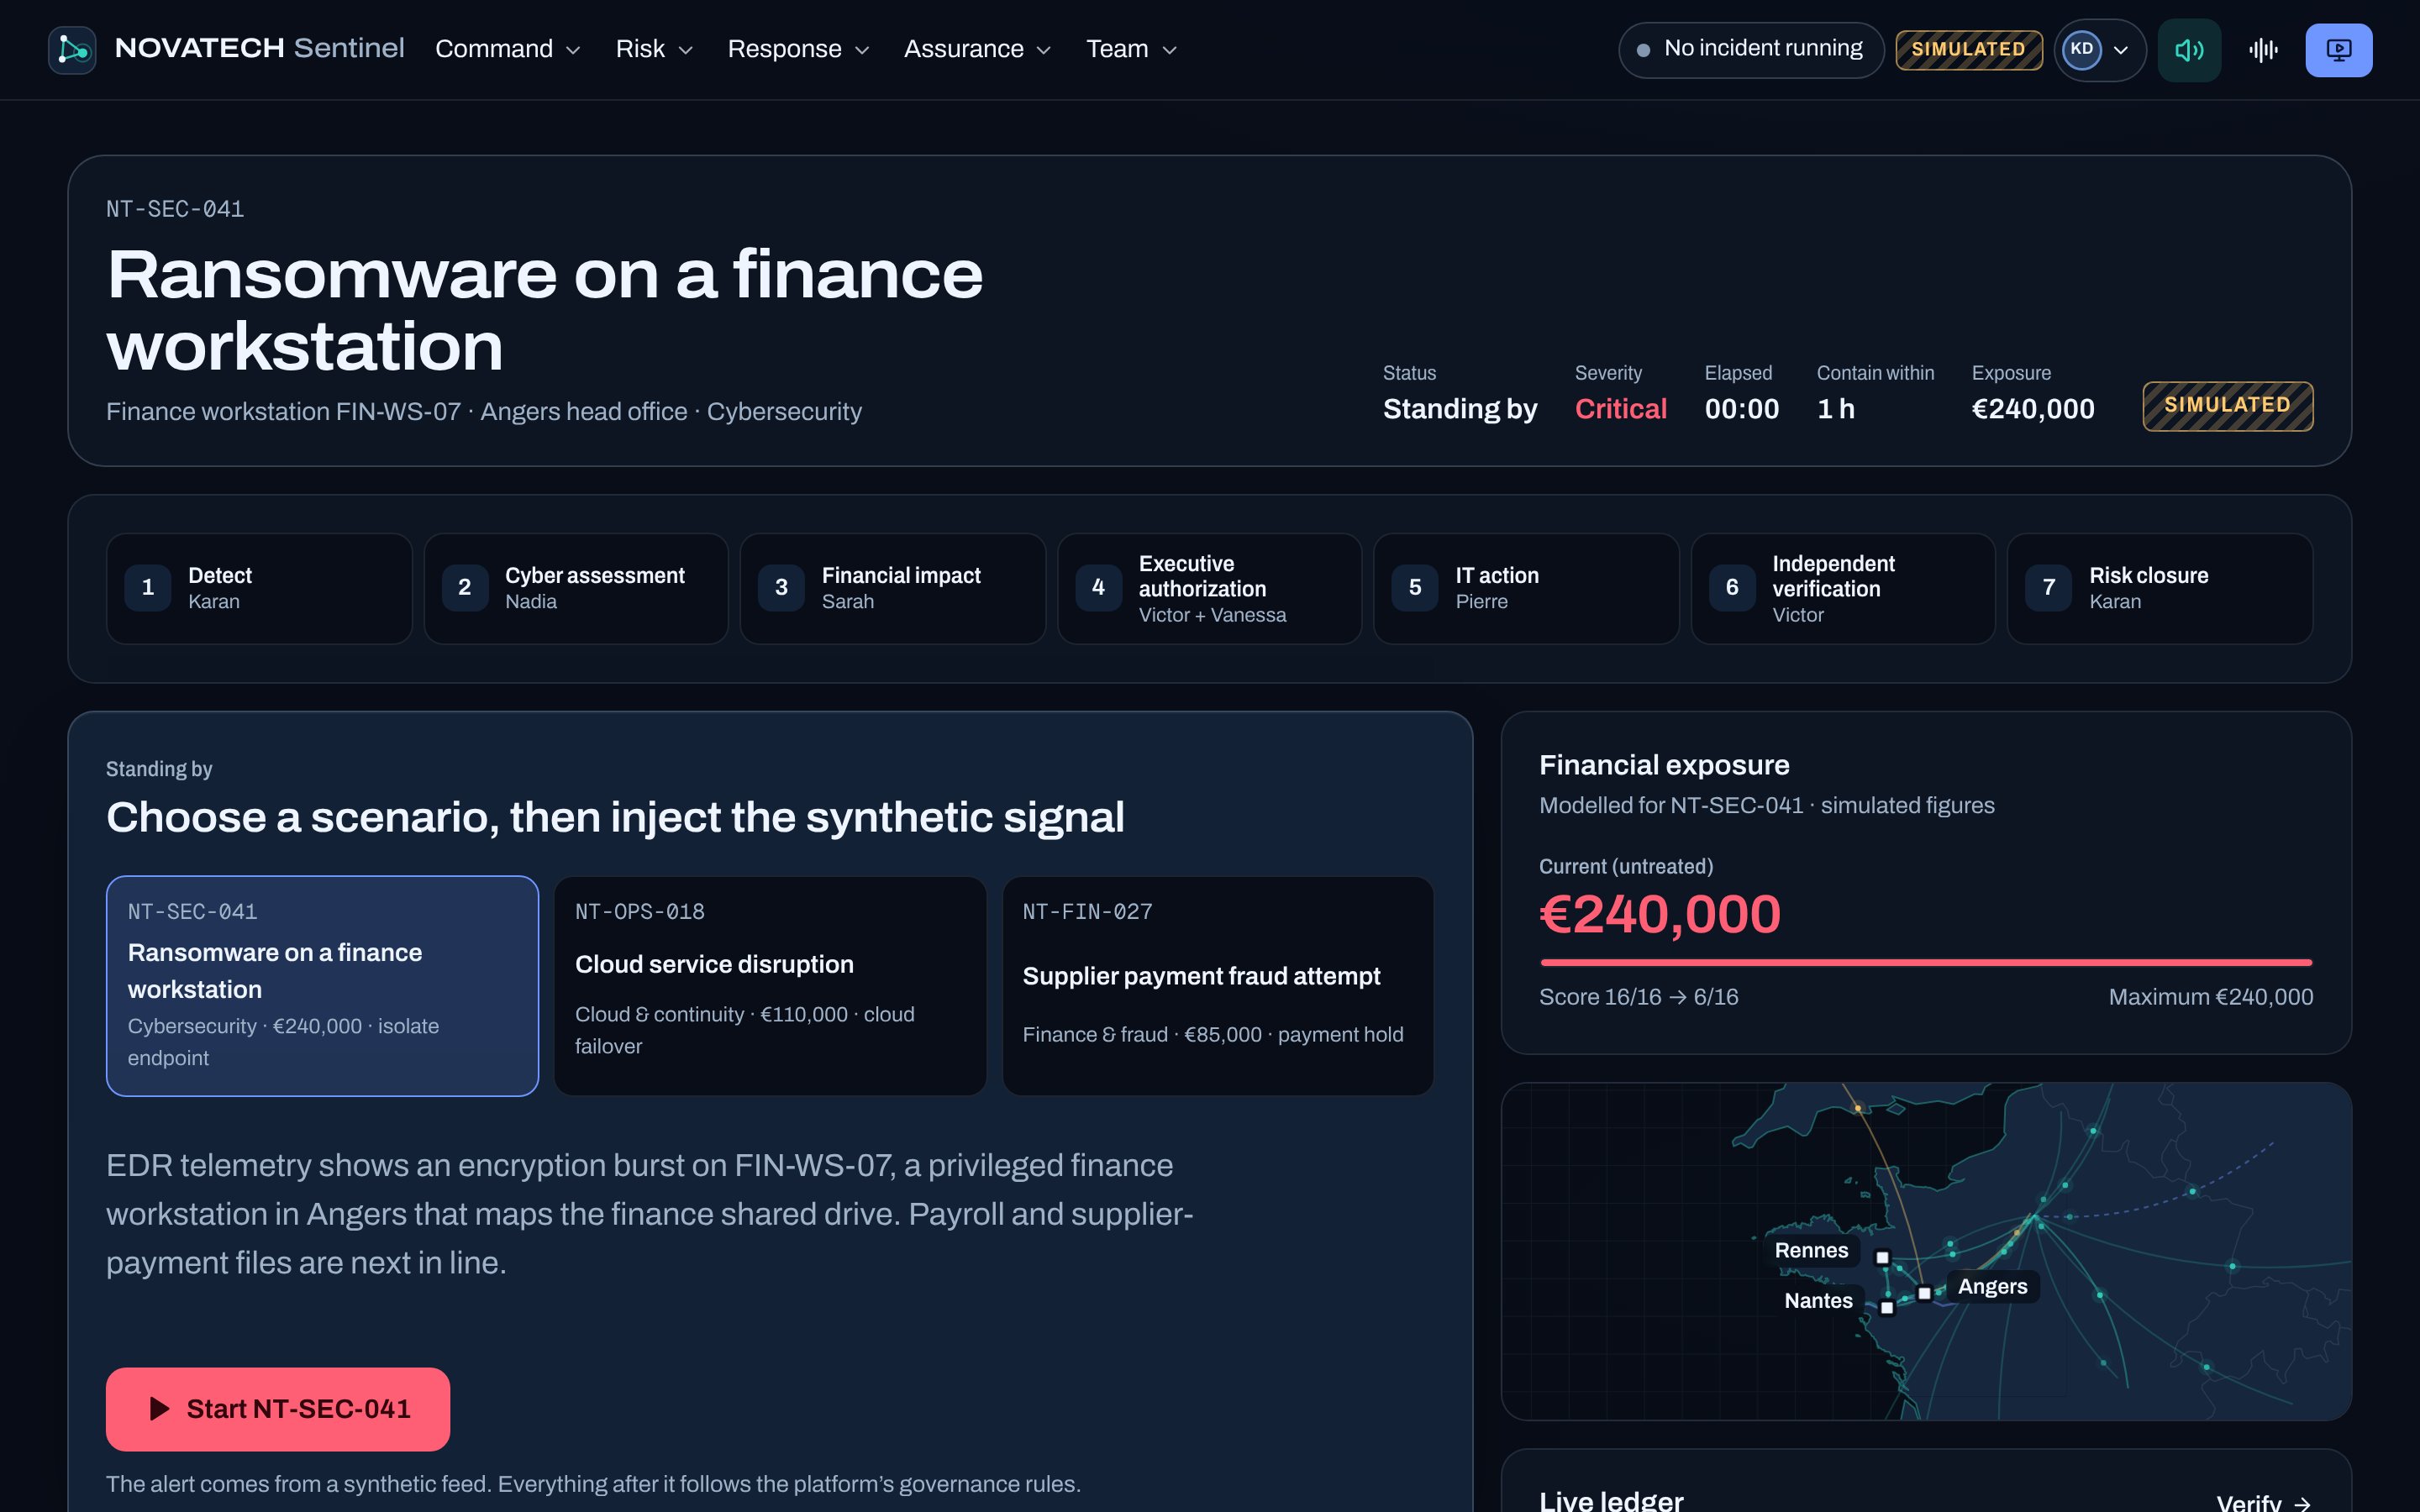 NOVATECH Sentinel
Command
Risk
Response
Assurance
Team
No incident running
SIMULATED
KD
NT-SEC-041
Ransomware on a finance
workstation
Finance workstation FIN-WS-07 · Angers head office · Cybersecurity
Status
Standing by
Severity
Critical
Elapsed
00:00
Contain within
1 h
Exposure
€240,000
SIMULATED
1
Detect
Karan
2
Cyber assessment
Nadia
3
Financial impact
Sarah
4
Executive
authorization
Victor + Vanessa
5
IT action
Pierre
6
Independent
verification
Victor
7
Risk closure
Karan
Standing by
Choose a scenario, then inject the synthetic signal
NT-SEC-041
Ransomware on a finance
workstation
Cybersecurity · €240,000 · isolate
endpoint
NT-OPS-018
Cloud service disruption
Cloud & continuity · €110,000 · cloud
failover
NT-FIN-027
Supplier payment fraud attempt
Finance & fraud · €85,000 · payment hold
EDR telemetry shows an encryption burst on FIN-WS-07, a privileged finance
workstation in Angers that maps the finance shared drive. Payroll and supplier-
payment files are next in line.
Start NT-SEC-041
The alert comes from a synthetic feed. Everything after it follows the platform’s governance rules.
Financial exposure
Modelled for NT-SEC-041 · simulated figures
Current (untreated)
€240,000
Score 16/16 → 6/16
Maximum €240,000
Rennes
Nantes
Angers
Live ledger
Verify →